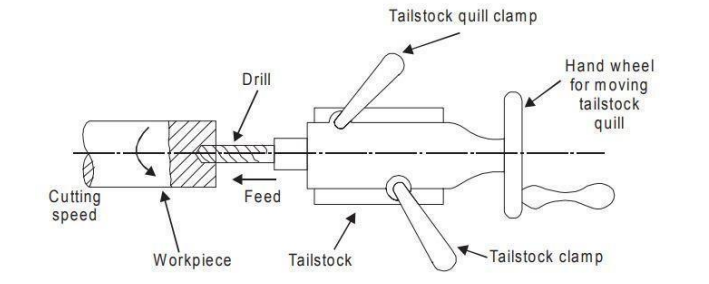 Tailstock quill clamp
Hand wheel
for moving
tailstock
quill
Drill
Cutting
speed
Feed
Workpiece
Tailstock
Tailstock clamp